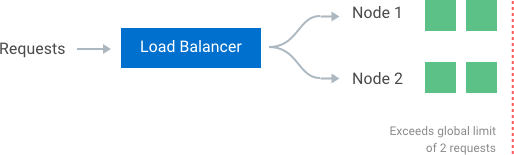 Node 1
Requests
Load Balancer
Node 2
Exceeds global limit
of 2 requests